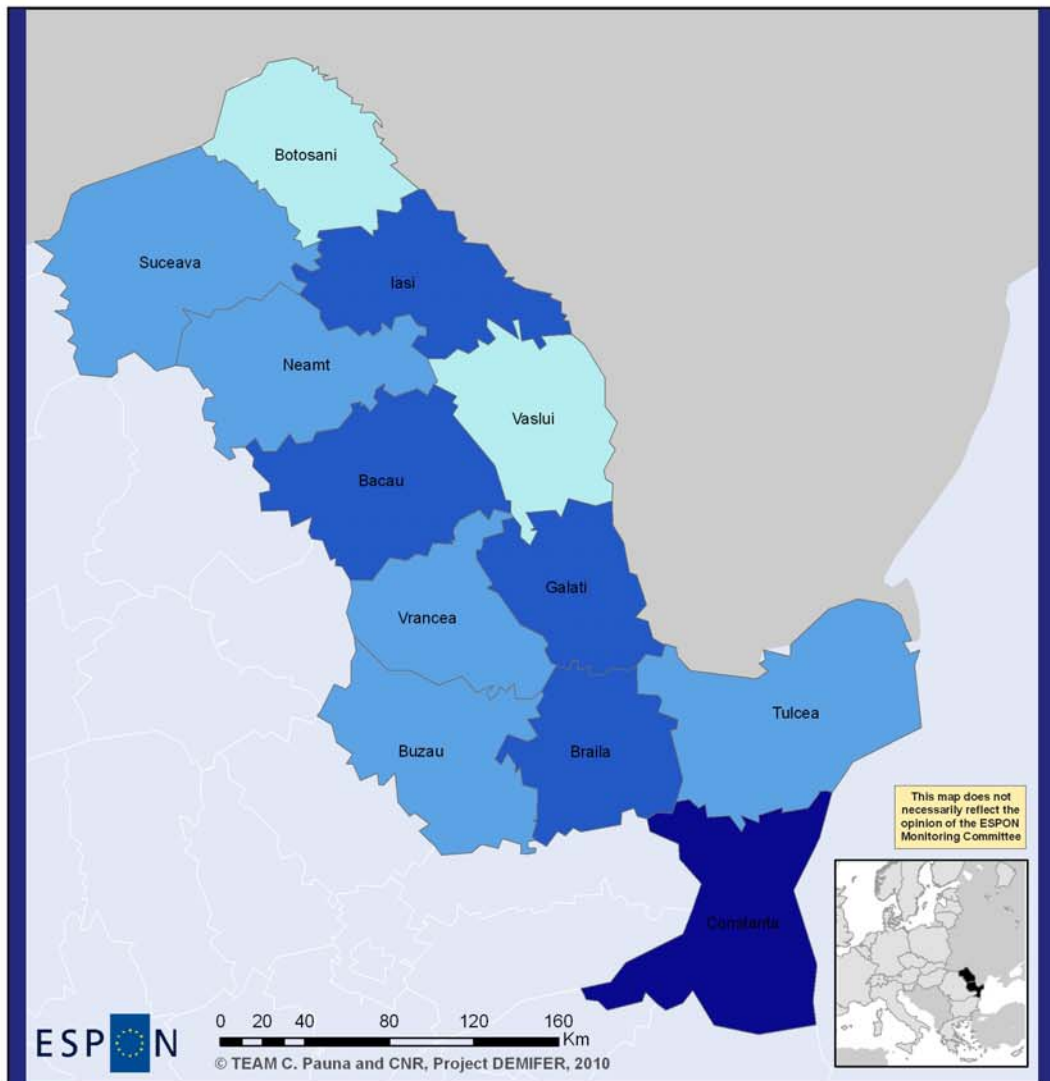 Botosani
Suceava
Iasi
Neamt
Vaslui
Bacau
Galati
Vrancea
Tulcea
Buzau
Braila
This map does not
necessarily reflect the
opinion of the ESPON
Monitoring Committee
Constanta
ESPON
0 20 40 80 120 160
Km
© TEAM C. Pauna and CNR, Project DEMIFER, 2010